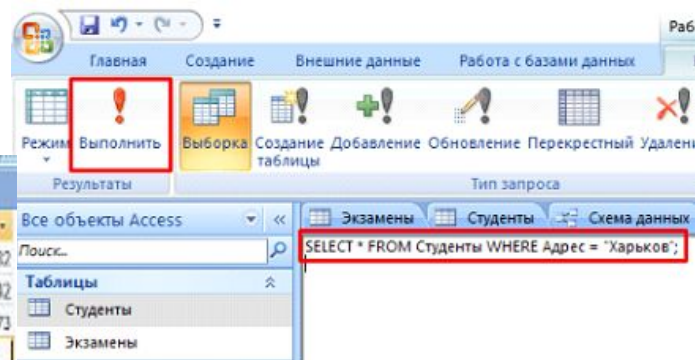 Раб
Главная Создание Внешние данные Работа с базами данных
Режим Выполнить Выборка Создание таблицы Добавление Обновление Перекрестный Удалени
Результаты Тип запроса
Все объекты Access « Экзамены Студенты Схема данных
Поиск...
SELECT * FROM Студенты WHERE Адрес = "Харьков";
Таблицы
Студенты
Экзамены